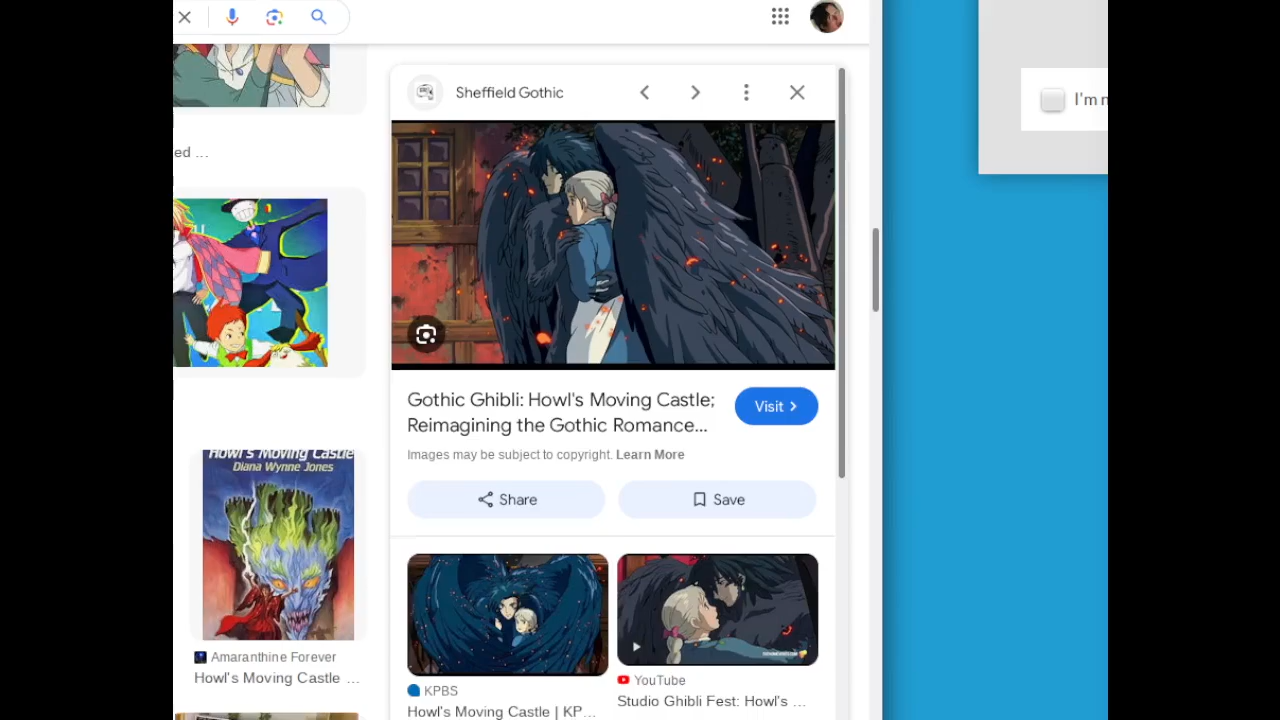 Sheffield Gothic
I'm n
ed ...
Gothic Ghibli: Howl's Moving Castle;
Reimagining the Gothic Romance...
Visit
Images may be subject to copyright. Learn More
Share
Save
Howl's Moving Castle
Diana Wynne Jones
Amaranthine Forever
Howl's Moving Castle ...
KPBS
Howl's Moving Castle | KP...
YouTube
Studio Ghibli Fest: Howl's ...